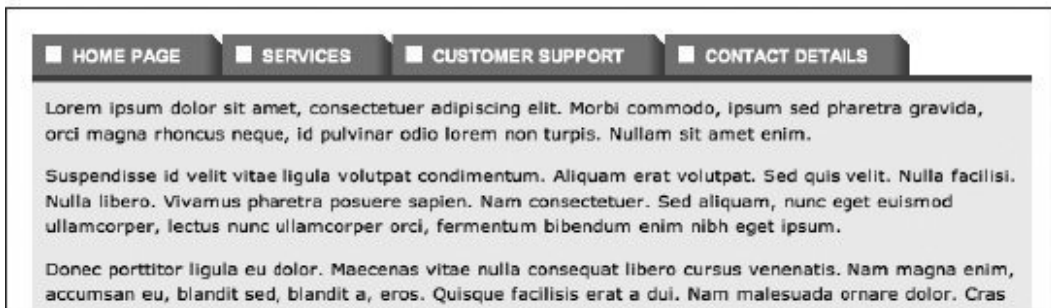 HOME PAGE SERVICES CUSTOMER SUPPORT CONTACT DETAILS
Lorem ipsum dolor sit amet, consectetuer adipiscing elit. Morbi commodo, ipsum sed pharetra gravida,
orci magna rhoncus neque, id pulvinar odio lorem non turpis. Nullam sit amet enim.
Suspendisse id velit vitae ligula volutpat condimentum. Aliquam erat volutpat. Sed quis velit. Nulla facilisi.
Nulla libero. Vivamus pharetra posuere sapien. Nam consectetuer. Sed aliquam, nunc eget euismod
ullamcorper, lectus nunc ullamcorper orci, fermentum bibendum enim nibh eget ipsum.
Donec porttitor ligula eu dolor. Maecenas vitae nulla consequat libero cursus venenatis. Nam magna enim,
accumsan eu, blandit sed, blandit a, eros. Quisque facilisis erat a dui. Nam malesuada ornare dolor. Cras